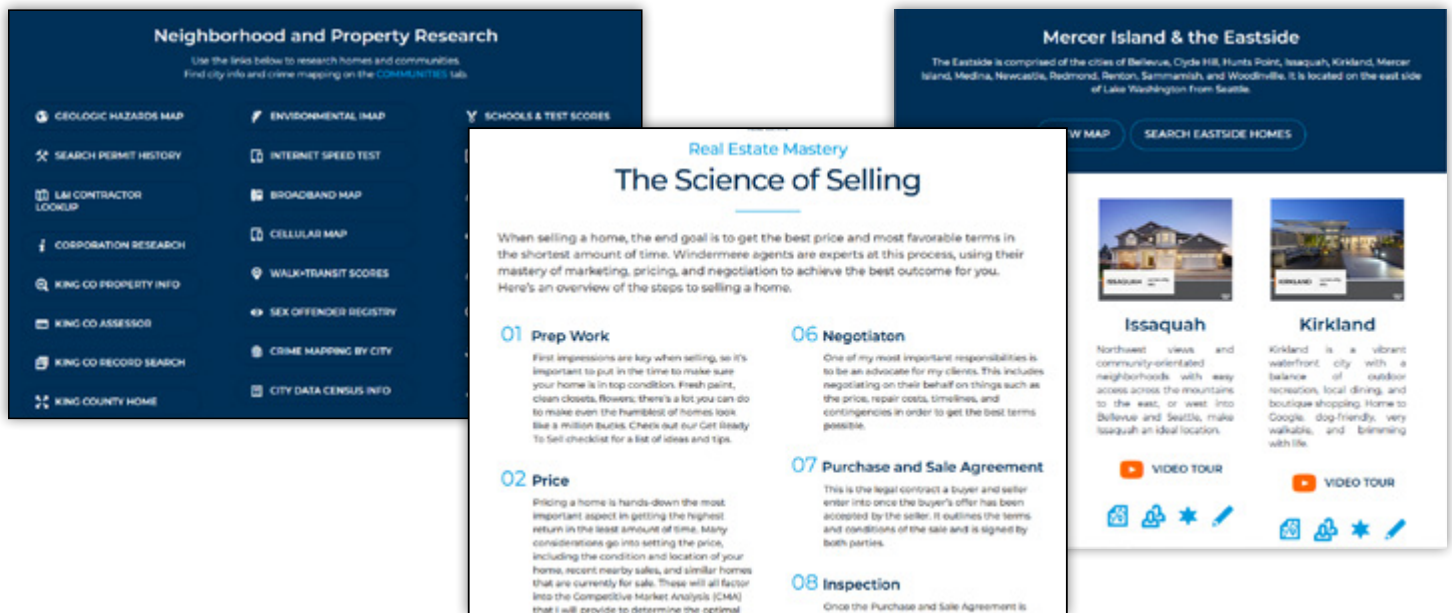 Neighborhood and Property Research
Use the links below to research homes and communities.
Find city info and crime mapping on the COMMUNITIES tab.
GEOLOGIC HAZARDS MAP
ENVIRONMENTAL IMAP
SCHOOLS & TEST SCORES
SEARCH PERMIT HISTORY
INTERNET SPEED TEST
L&I CONTRACTOR
LOOKUP
BROADBAND MAP
CORPORATION RESEARCH
CELLULAR MAP
KING CO PROPERTY INFO
WALK+TRANSIT SCORES
KING CO ASSESSOR
SEX OFFENDER REGISTRY
KING CO RECORD SEARCH
CRIME MAPPING BY CITY
KING COUNTY HOME
CITY DATA CENSUS INFO
Real Estate Mastery
The Science of Selling
When selling a home, the end goal is to get the best price and most favorable terms in
the shortest amount of time. Windermere agents are experts at this process, using their
mastery of marketing, pricing, and negotiation to achieve the best outcome for you.
Here's an overview of the steps to selling a home.
01 Prep Work
First impressions are key when selling, so it's
important to put in the time to make sure
your home is in top condition. Fresh paint,
clean closets, flowers; there's a lot you can do
to make even the humblest of homes look
like a million bucks. Check out our Get Ready
To Sell checklist for a list of ideas and tips.
02 Price
Pricing a home is hands-down the most
important aspect in getting the highest
return in the least amount of time. Many
considerations go into setting the price,
including the condition and location of your
home, recent nearby sales, and similar homes
that are currently for sale. These will all factor
into the Competitive Market Analysis (CMA)
that I will provide to determine the optimal
06 Negotiaton
One of my most important responsibilities is
to be an advocate for my clients. This includes
negotiating on their behalf on things such as
the price, repair costs, timelines, and
contingencies in order to get the best terms
possible.
07 Purchase and Sale Agreement
This is the legal contract a buyer and seller
enter into once the buyer's offer has been
accepted by the seller. It outlines the terms
and conditions of the sale and is signed by
both parties.
08 Inspection
Once the Purchase and Sale Agreement is
Mercer Island & the Eastside
The Eastside is comprised of the cities of Bellevue, Clyde Hill, Hunts Point, Issaquah, Kirkland, Mercer
Island, Medina, Newcastle, Redmond, Renton, Sammamish, and Woodinville. It is located on the east side
of Lake Washington from Seattle.
W MAP
SEARCH EASTSIDE HOMES
ISSAQUAH
KIRKLAND
Issaquah
Northwest views and
community-orientated
neighborhoods with easy
access across the mountains
to the east, or west into
Bellevue and Seattle, make
Issaquah an ideal location.
VIDEO TOUR
Kirkland
Kirkland is a vibrant
waterfront city with a
balance of outdoor
recreation, local dining, and
boutique shopping. Home to
Google, dog-friendly, very
walkable, and brimming
with life.
VIDEO TOUR